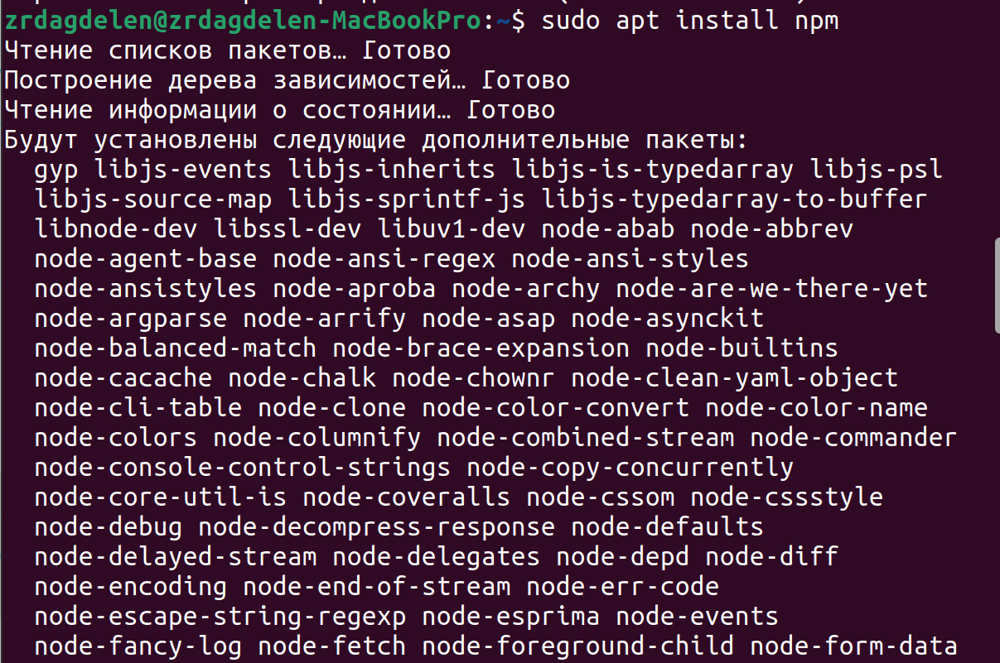 zrdagdelen@zrdagdelen-MacBookPro:~$ sudo apt install npm
Чтение списков пакетов… Готово
Построение дерева зависимостей… Готово
Чтение информации о состоянии… Готово
Будут установлены следующие дополнительные пакеты:
gyp libjs-events libjs-inherits libjs-is-typedarray libjs-psl
libjs-source-map libjs-sprintf-js libjs-typedarray-to-buffer
libnode-dev libssl-dev libuv1-dev node-abab node-abbrev
node-agent-base node-ansi-regex node-ansi-styles
node-ansistyles node-aproba node-archy node-are-we-there-yet
node-argparse node-arrify node-asap node-asynckit
node-balanced-match node-brace-expansion node-builtins
node-cacache node-chalk node-chownr node-clean-yaml-object
node-cli-table node-clone node-color-convert node-color-name
node-colors node-columnify node-combined-stream node-commander
node-console-control-strings node-copy-concurrently
node-core-util-is node-coveralls node-cssom node-cssstyle
node-debug node-decompress-response node-defaults
node-delayed-stream node-delegates node-depd node-diff
node-encoding node-end-of-stream node-err-code
node-escape-string-regexp node-esprima node-events
node-fancy-log node-fetch node-foreground-child node-form-data